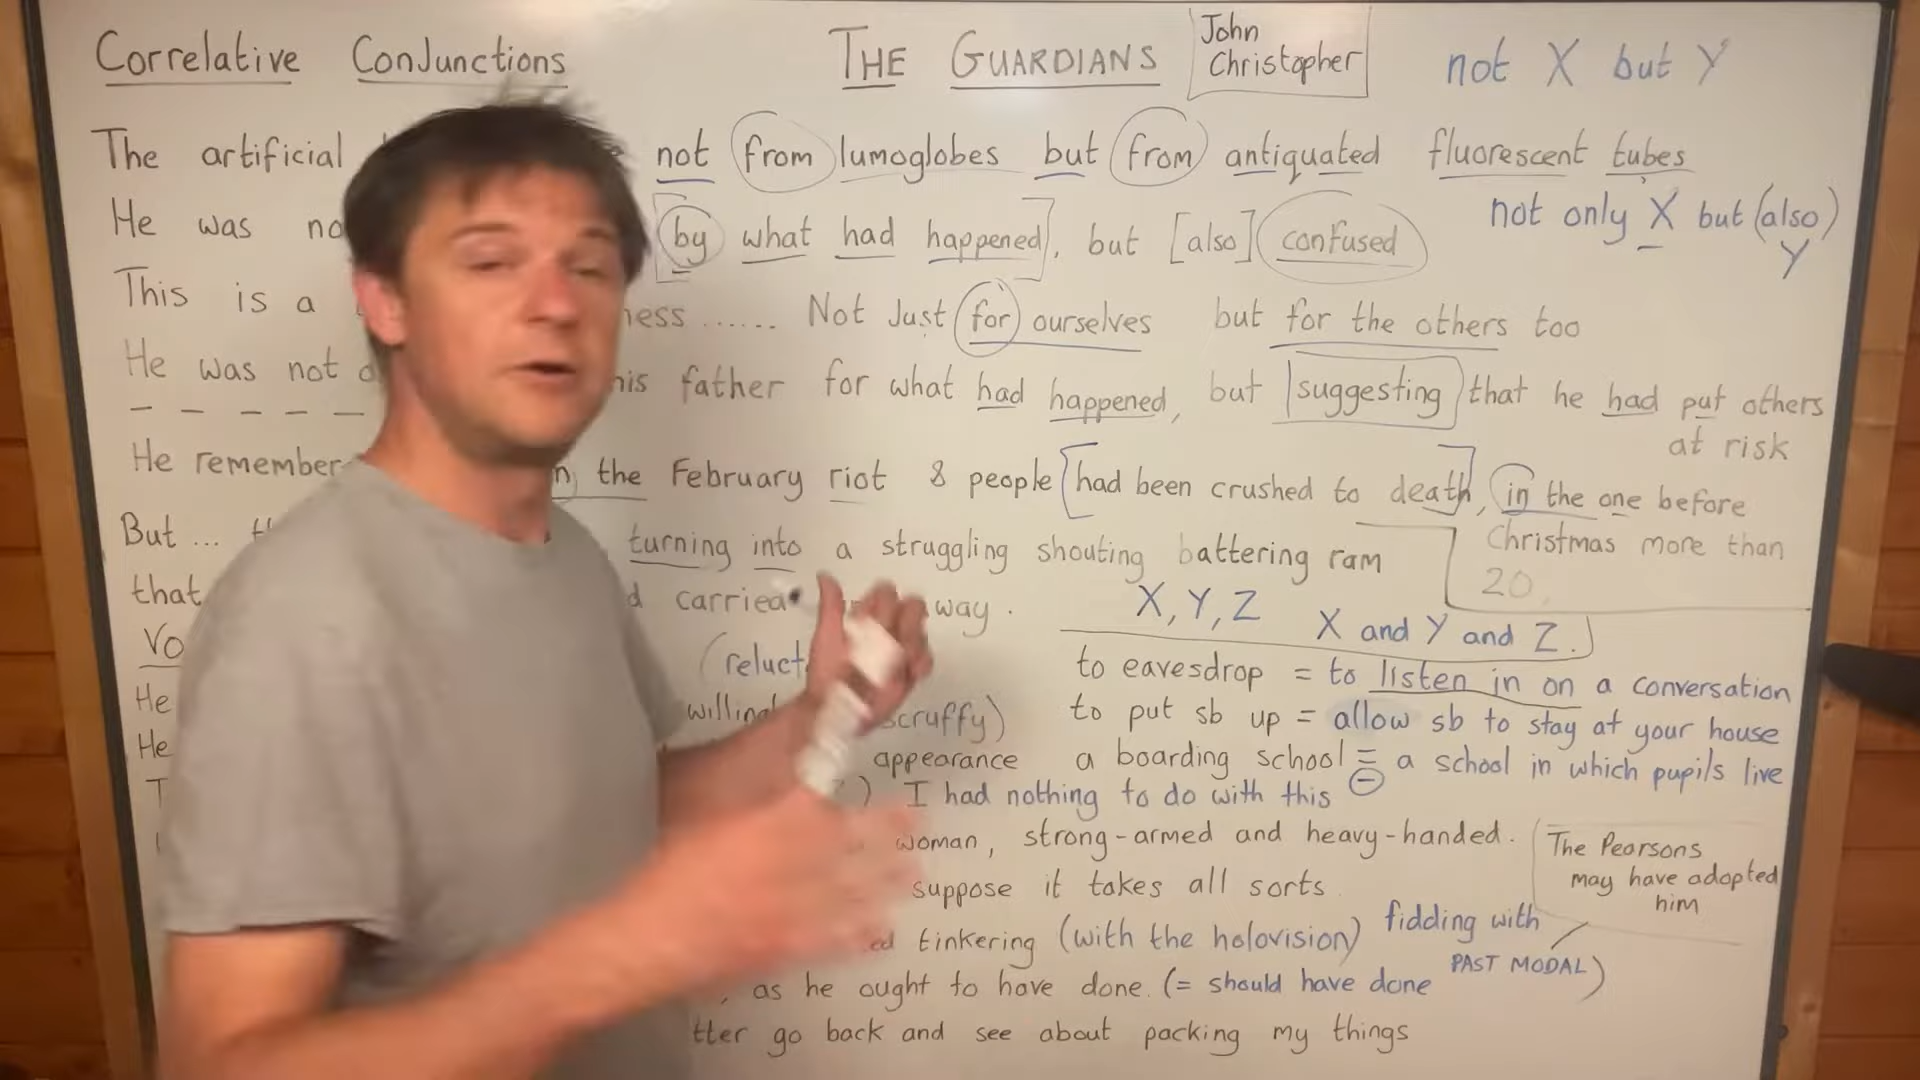 Correlative Conjunctions THE GUARDIANS John Christopher not X but Y
The artificial not from lumoglobes but from antiquated fluorescent tubes
not only X but (also) Y
He was by what had happened], but [also] confused
This is a Not Just for ourselves but for the others too
He was not his father for what had happened, but suggesting that he had put others
at risk
He remember the February riot 8 people [had been crushed to death], in the one before
Christmas more than
20.
But ... turning into a struggling shouting battering ram
that carried way.
X, Y, Z X and Y and Z.
(reluct to eavesdrop = to listen in on a conversation
He scruffy) to put sb up = allow sb to stay at your house
He appearance a boarding school = a school in which pupils live
) I had nothing to do with this
woman, strong-armed and heavy-handed.
The Pearsons
may have adopted
him
suppose it takes all sorts
tinkering (with the holovision) fidding with
PAST MODAL)
, as he ought to have done. (= should have done
tter go back and see about packing my things